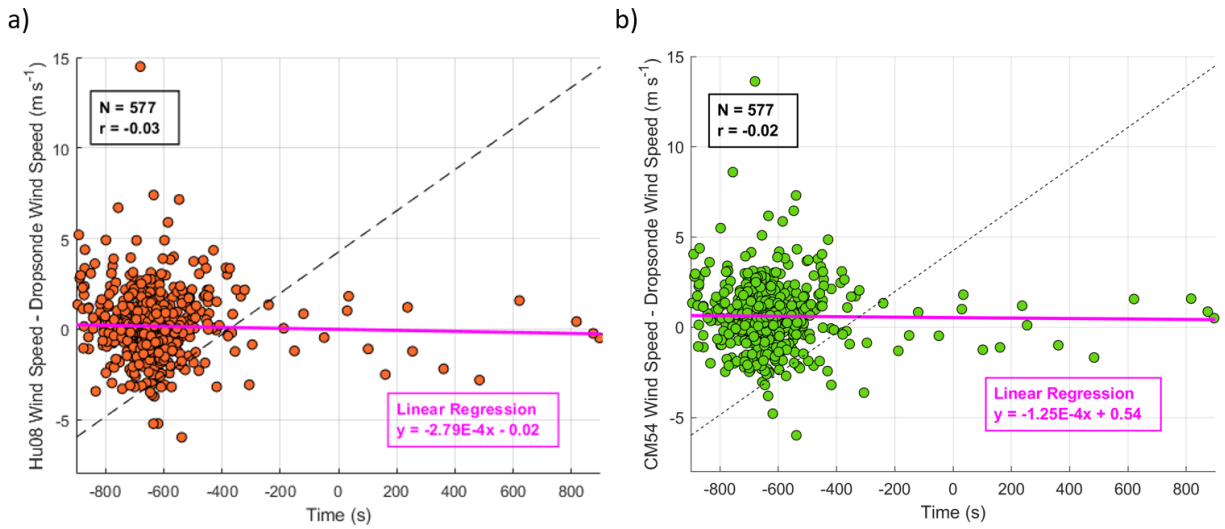 a)
Hu08 Wind Speed - Dropsonde Wind Speed (m s⁻¹)
15
10
5
0
-5
N = 577
r = -0.03
Linear Regression
y = -2.79E-4x - 0.02
-800 -600 -400 -200 0 200 400 600 800
Time (s)
b)
CM54 Wind Speed - Dropsonde Wind Speed (m s⁻¹)
15
10
5
0
-5
N = 577
r = -0.02
Linear Regression
y = -1.25E-4x + 0.54
-800 -600 -400 -200 0 200 400 600 800
Time (s)